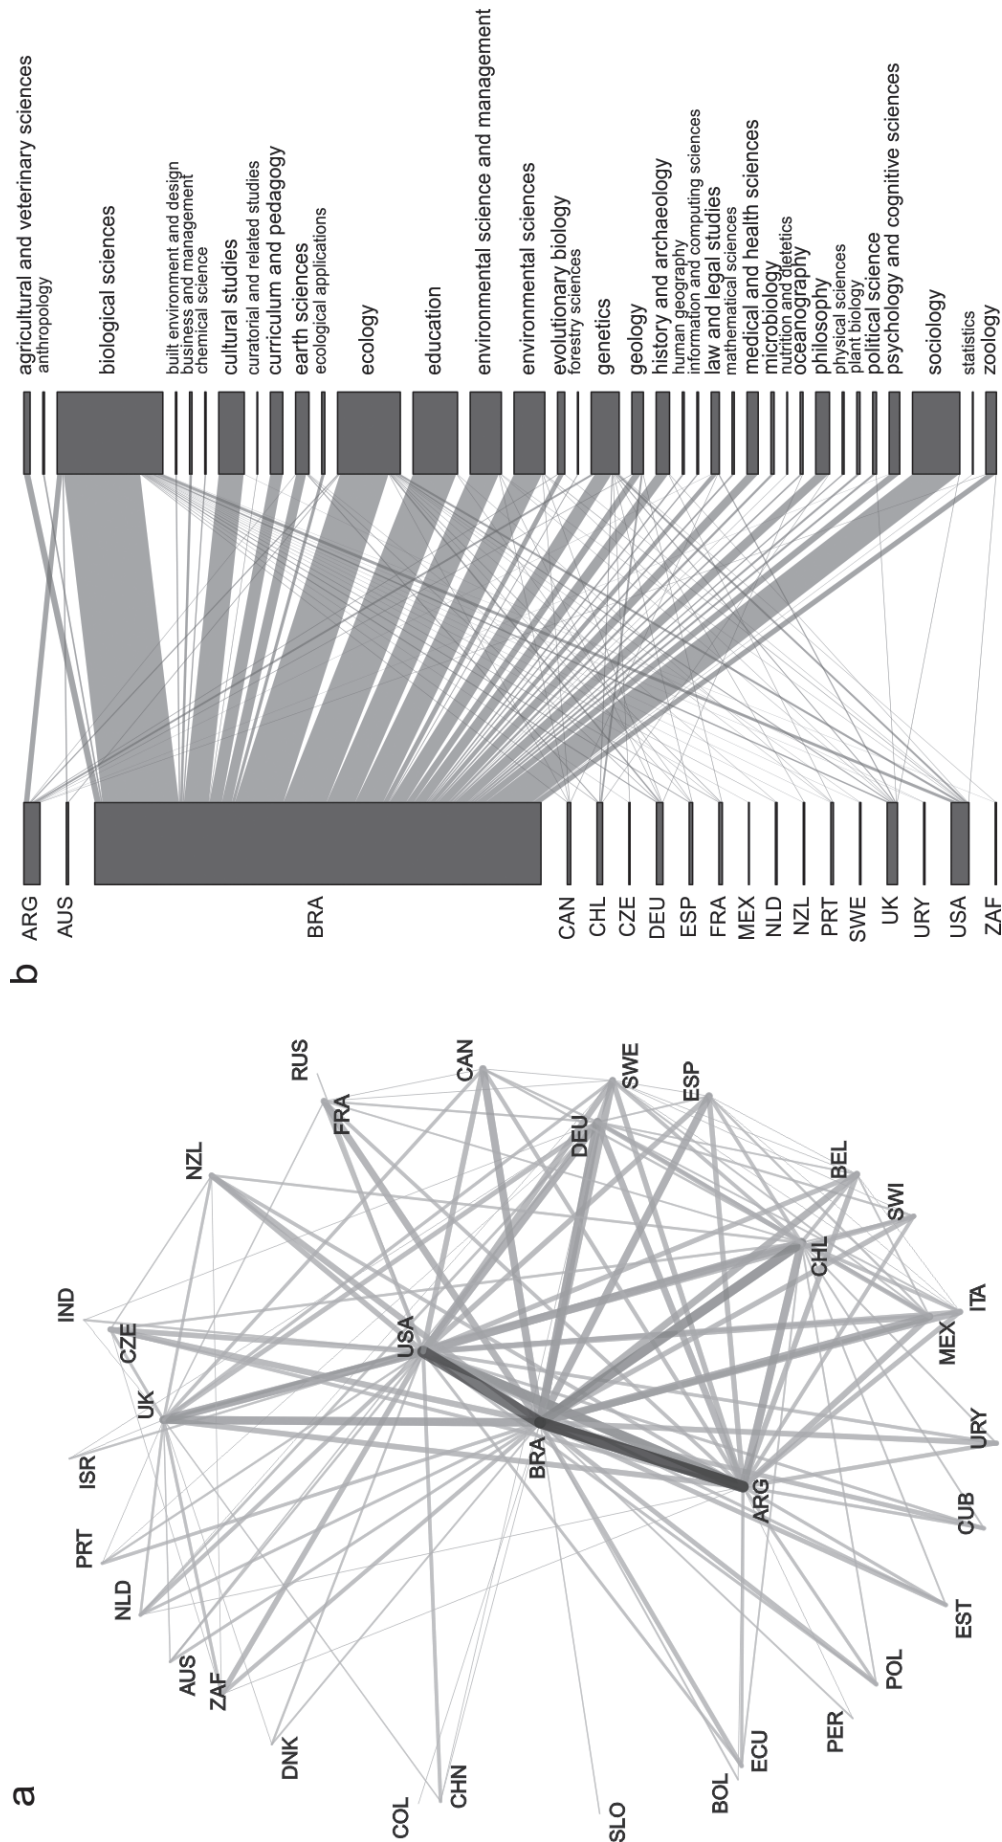 a
RUS
FRA
CAN
SWE
DEU
ESP
BEL
SWI
CHL
ITA
MEX
URY
CUB
EST
POL
PER
ECU
BOL
SLO
CHN
COL
DNK
ZAF
AUS
NLD
PRT
ISR
UK
CZE
IND
NZL
USA
BRA
ARG
b
ARG
AUS
BRA
CAN
CHL
CZE
DEU
ESP
FRA
MEX
NLD
NZL
PRT
SWE
UK
URY
USA
ZAF
agricultural and veterinary sciences
anthropology
biological sciences
built environment and design
business and management
chemical science
cultural studies
curatorial and related studies
curriculum and pedagogy
earth sciences
ecological applications
ecology
education
environmental science and management
environmental sciences
evolutionary biology
forestry sciences
genetics
geology
history and archaeology
human geography
information and computing sciences
law and legal studies
mathematical sciences
medical and health sciences
microbiology
nutrition and dietetics
oceanography
philosophy
physical sciences
plant biology
political science
psychology and cognitive sciences
sociology
statistics
zoology